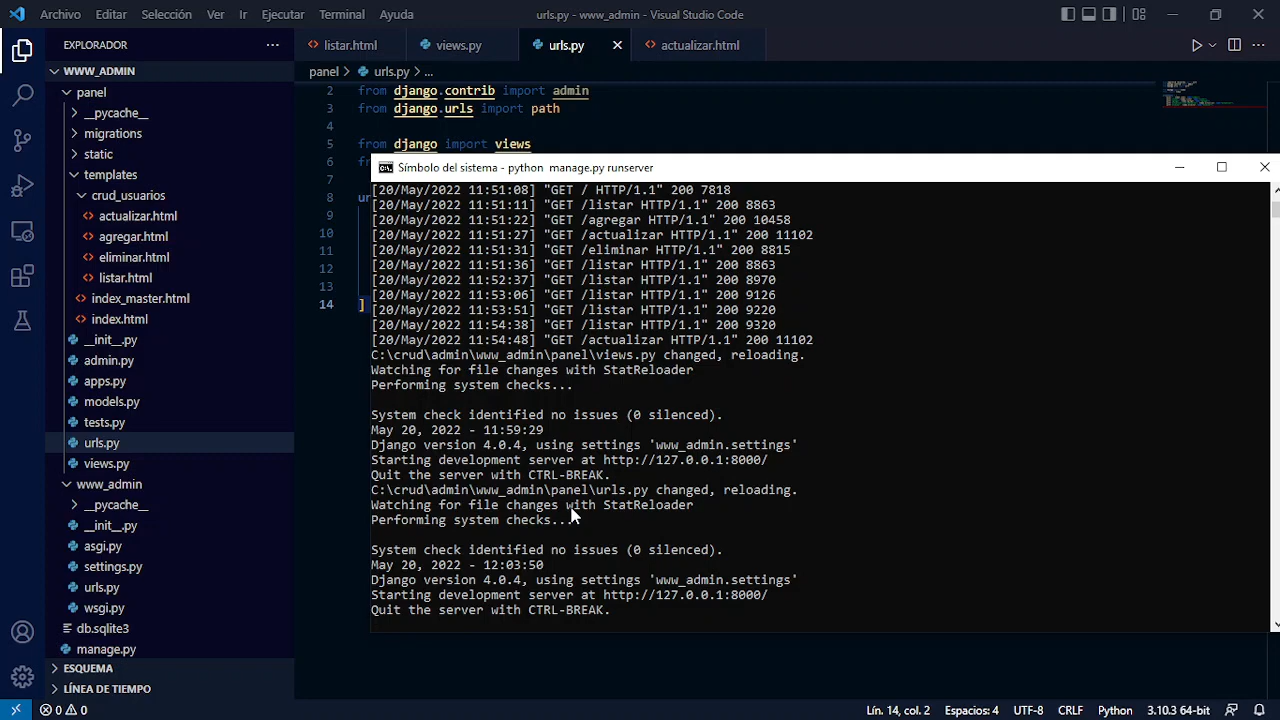 Archivo Editar Selección Ver Ir Ejecutar Terminal Ayuda urls.py - www_admin - Visual Studio Code
EXPLORADOR
WWW_ADMIN
panel
__pycache__
migrations
static
templates
crud_usuarios
actualizar.html
agregar.html
eliminar.html
listar.html
index_master.html
index.html
__init__.py
admin.py
apps.py
models.py
tests.py
urls.py
views.py
www_admin
__pycache__
__init__.py
asgi.py
settings.py
urls.py
wsgi.py
db.sqlite3
manage.py
ESQUEMA
LÍNEA DE TIEMPO
listar.html views.py urls.py actualizar.html
panel > urls.py > ...
2 from django.contrib import admin
3 from django.urls import path
4
5 from django import views
6
7
8 ur
9
10
11
12
13
14 ]
Símbolo del sistema - python manage.py runserver
[20/May/2022 11:51:08] "GET / HTTP/1.1" 200 7818
[20/May/2022 11:51:11] "GET /listar HTTP/1.1" 200 8863
[20/May/2022 11:51:22] "GET /agregar HTTP/1.1" 200 10458
[20/May/2022 11:51:27] "GET /actualizar HTTP/1.1" 200 11102
[20/May/2022 11:51:31] "GET /eliminar HTTP/1.1" 200 8815
[20/May/2022 11:51:36] "GET /listar HTTP/1.1" 200 8863
[20/May/2022 11:52:37] "GET /listar HTTP/1.1" 200 8970
[20/May/2022 11:53:06] "GET /listar HTTP/1.1" 200 9126
[20/May/2022 11:53:51] "GET /listar HTTP/1.1" 200 9220
[20/May/2022 11:54:38] "GET /listar HTTP/1.1" 200 9320
[20/May/2022 11:54:48] "GET /actualizar HTTP/1.1" 200 11102
C:\crud\admin\www_admin\panel\views.py changed, reloading.
Watching for file changes with StatReloader
Performing system checks...
System check identified no issues (0 silenced).
May 20, 2022 - 11:59:29
Django version 4.0.4, using settings 'www_admin.settings'
Starting development server at http://127.0.0.1:8000/
Quit the server with CTRL-BREAK.
C:\crud\admin\www_admin\panel\urls.py changed, reloading.
Watching for file changes with StatReloader
Performing system checks...
System check identified no issues (0 silenced).
May 20, 2022 - 12:03:50
Django version 4.0.4, using settings 'www_admin.settings'
Starting development server at http://127.0.0.1:8000/
Quit the server with CTRL-BREAK.
0 0 Lín. 14, col. 2 Espacios: 4 UTF-8 CRLF Python 3.10.3 64-bit